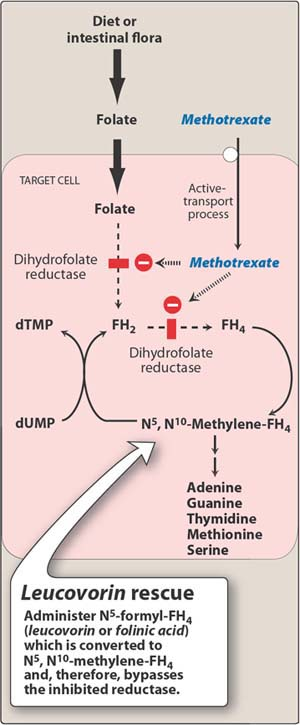 Diet or
intestinal flora
Folate
Methotrexate
TARGET CELL
Active-
transport
process
Folate
Dihydrofolate
reductase
Methotrexate
dTMP
FH₂
FH₄
Dihydrofolate
reductase
dUMP
N⁵, N¹⁰-Methylene-FH₄
Adenine
Guanine
Thymidine
Methionine
Serine
Leucovorin rescue
Administer N⁵-formyl-FH₄
(leucovorin or folinic acid)
which is converted to
N⁵, N¹⁰-methylene-FH₄
and, therefore, bypasses
the inhibited reductase.